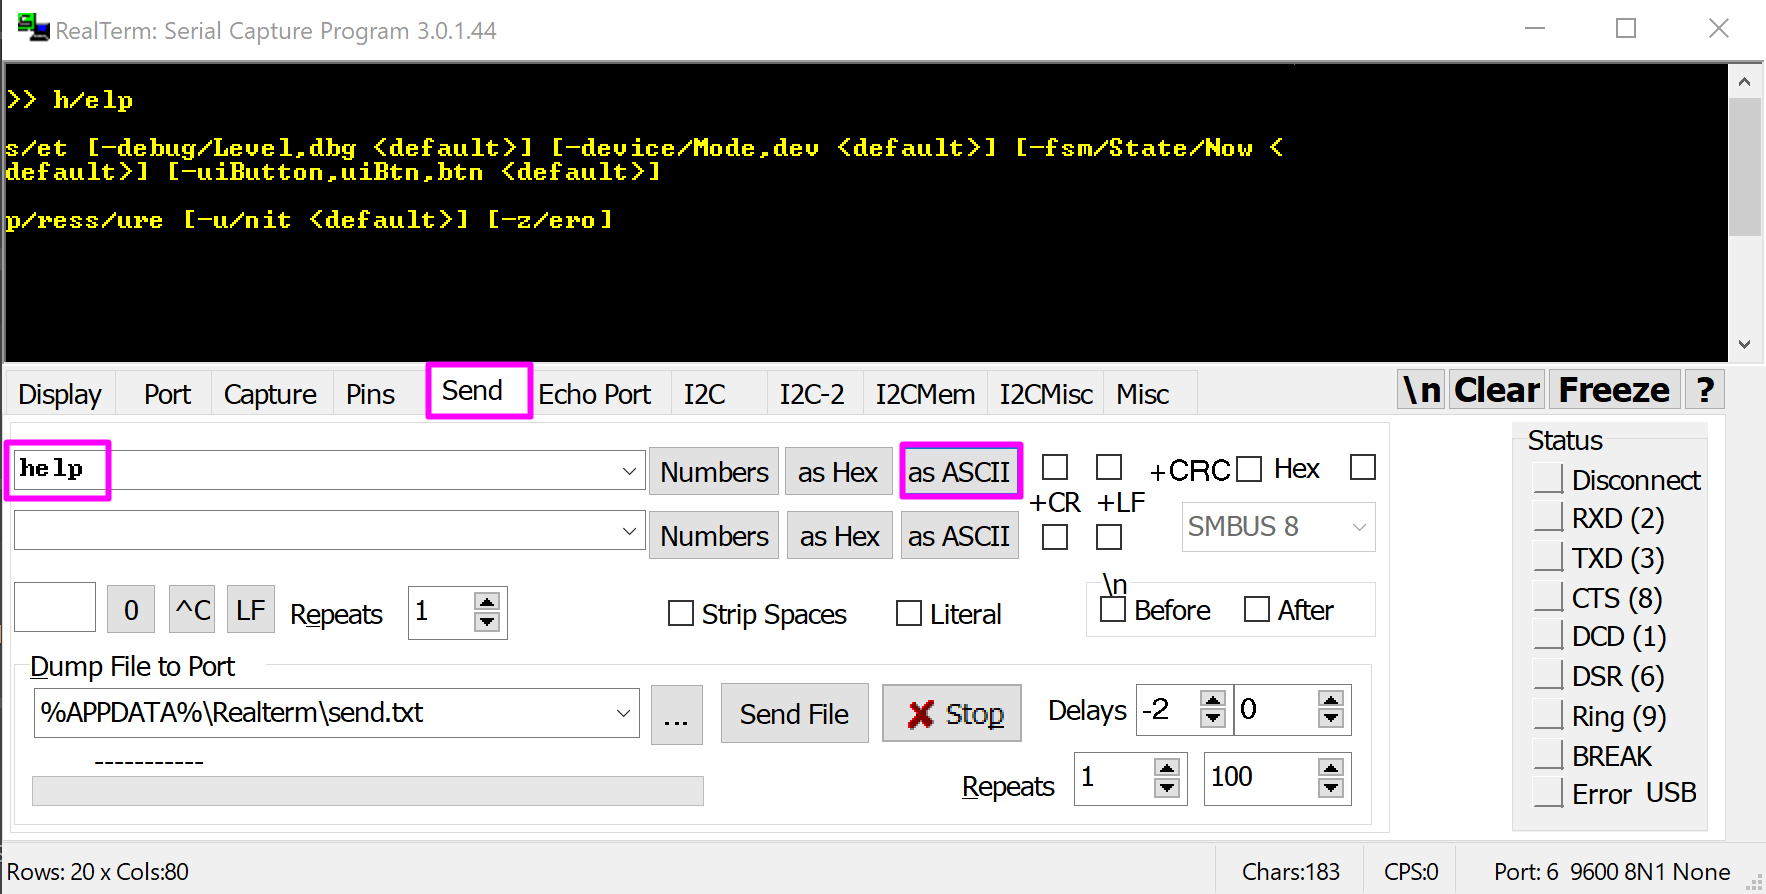 RealTerm: Serial Capture Program 3.0.1.44
>> h/elp
s/et [-debug/Level,dbg <default>] [-device/Mode,dev <default>] [-fsm/State/Now <
default>] [-uiButton,uiBtn,btn <default>]
p/ress/ure [-u/nit <default>] [-z/ero]
Display Port Capture Pins Send Echo Port I2C I2C-2 I2CMem I2CMisc Misc \n Clear Freeze ?
help Numbers as Hex as ASCII +CRC Hex
+CR +LF
Numbers as Hex as ASCII SMBUS 8
0 ^C LF Repeats 1 Strip Spaces Literal \n Before After
Dump File to Port
%APPDATA%\Realterm\send.txt ... Send File Stop Delays -2 0
-----------
Repeats 1 100
Status
Disconnect
RXD (2)
TXD (3)
CTS (8)
DCD (1)
DSR (6)
Ring (9)
BREAK
Error USB
Rows: 20 x Cols:80 Chars:183 CPS:0 Port: 6 9600 8N1 None